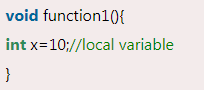 void function1(){
int x=10;//local variable
}